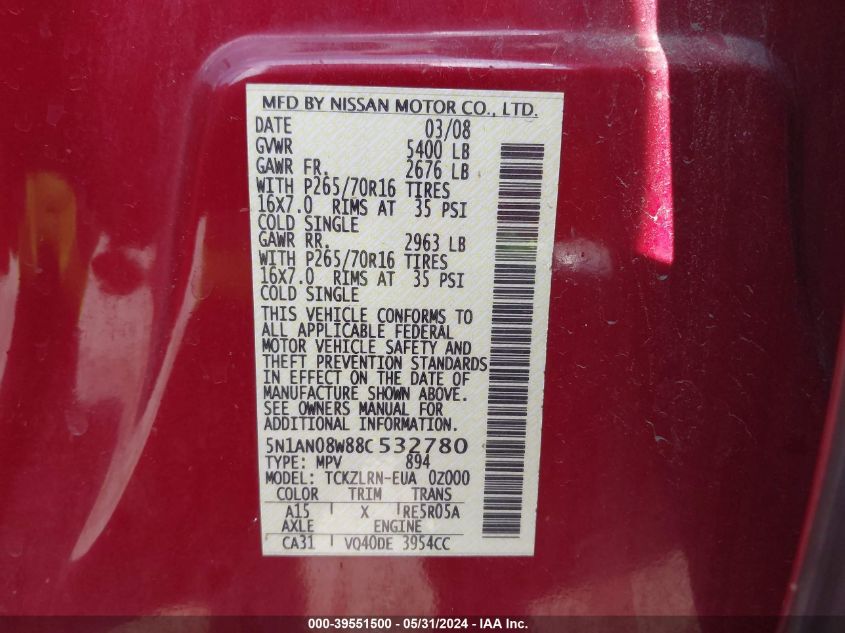 MFD BY NISSAN MOTOR CO., LTD.
DATE 03/08
GVWR 5400 LB
GAWR FR. 2676 LB
WITH P265/70R16 TIRES
16X7.0 RIMS AT 35 PSI
COLD SINGLE
GAWR RR. 2963 LB
WITH P265/70R16 TIRES
16X7.0 RIMS AT 35 PSI
COLD SINGLE
THIS VEHICLE CONFORMS TO
ALL APPLICABLE FEDERAL
MOTOR VEHICLE SAFETY AND
THEFT PREVENTION STANDARDS
IN EFFECT ON THE DATE OF
MANUFACTURE SHOWN ABOVE.
SEE OWNERS MANUAL FOR
ADDITIONAL INFORMATION.
5N1AN08W88C 532780
TYPE: MPV 894
MODEL: TCKZLRN-EUA 0Z000
COLOR TRIM TRANS
A15 X RE5R05A
AXLE ENGINE
CA31 VQ40DE 3954CC
000-39551500 - 05/31/2024 - IAA Inc.